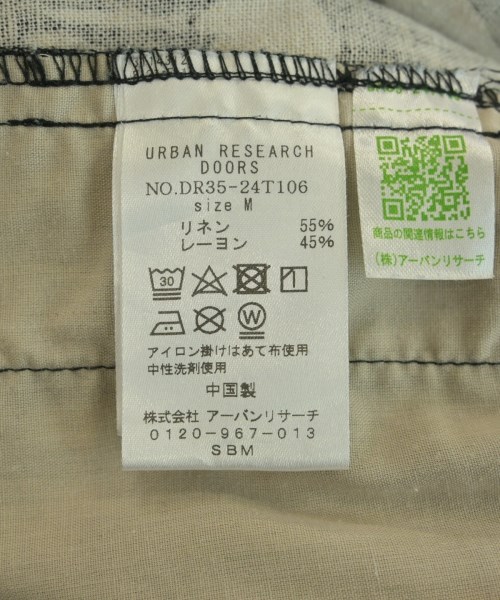 URBAN RESEARCH
DOORS
NO.DR35-24T106
size M
リネン 55%
レーヨン 45%
30
W
アイロン掛けはあて布使用
中性洗剤使用
中国製
株式会社 アーバンリサーチ
0120-967-013
SBM
商品の関連情報はこちら
(株)アーバンリサーチ